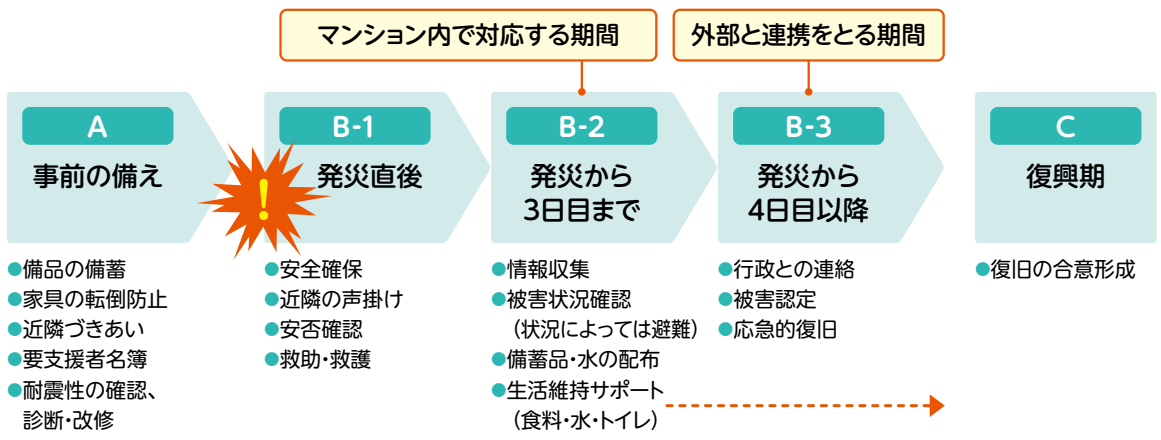 マンション内で対応する期間
外部と連携をとる期間
A
事前の備え
!
●備品の備蓄
●家具の転倒防止
●近隣づきあい
●要支援者名簿
●耐震性の確認、
診断・改修
B-1
発災直後
●安全確保
●近隣の声掛け
●安否確認
●救助・救護
B-2
発災から
3日目まで
●情報収集
●被害状況確認
（状況によっては避難）
●備蓄品・水の配布
●生活維持サポート
（食料・水・トイレ）
B-3
発災から
4日目以降
●行政との連絡
●被害認定
●応急的復旧
C
復興期
●復旧の合意形成